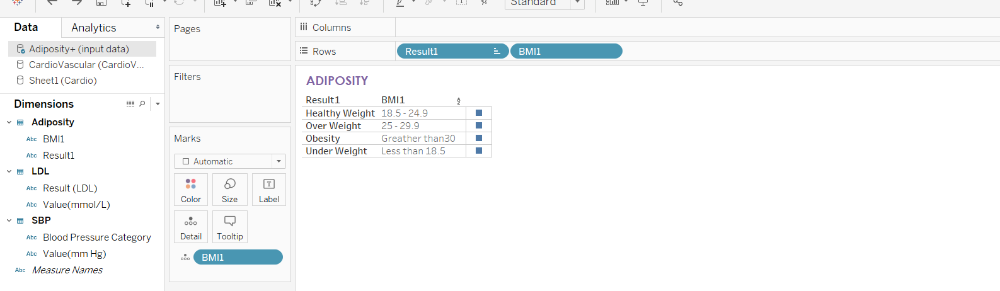 Standard
Data Analytics
Adiposity+ (input data)
CardioVascular (CardioV...
Sheet1 (Cardio)
Dimensions
Adiposity
Abc BMI1
Abc Result1
LDL
Abc Result (LDL)
Abc Value(mmol/L)
SBP
Abc Blood Pressure Category
Abc Value(mm Hg)
Abc Measure Names
Pages
Filters
Marks
Automatic
Color Size Label
Detail Tooltip
BMI1
Columns
Rows Result1 BMI1
ADIPOSITY
Result1 BMI1
Healthy Weight 18.5 - 24.9
Over Weight 25 - 29.9
Obesity Greather than30
Under Weight Less than 18.5